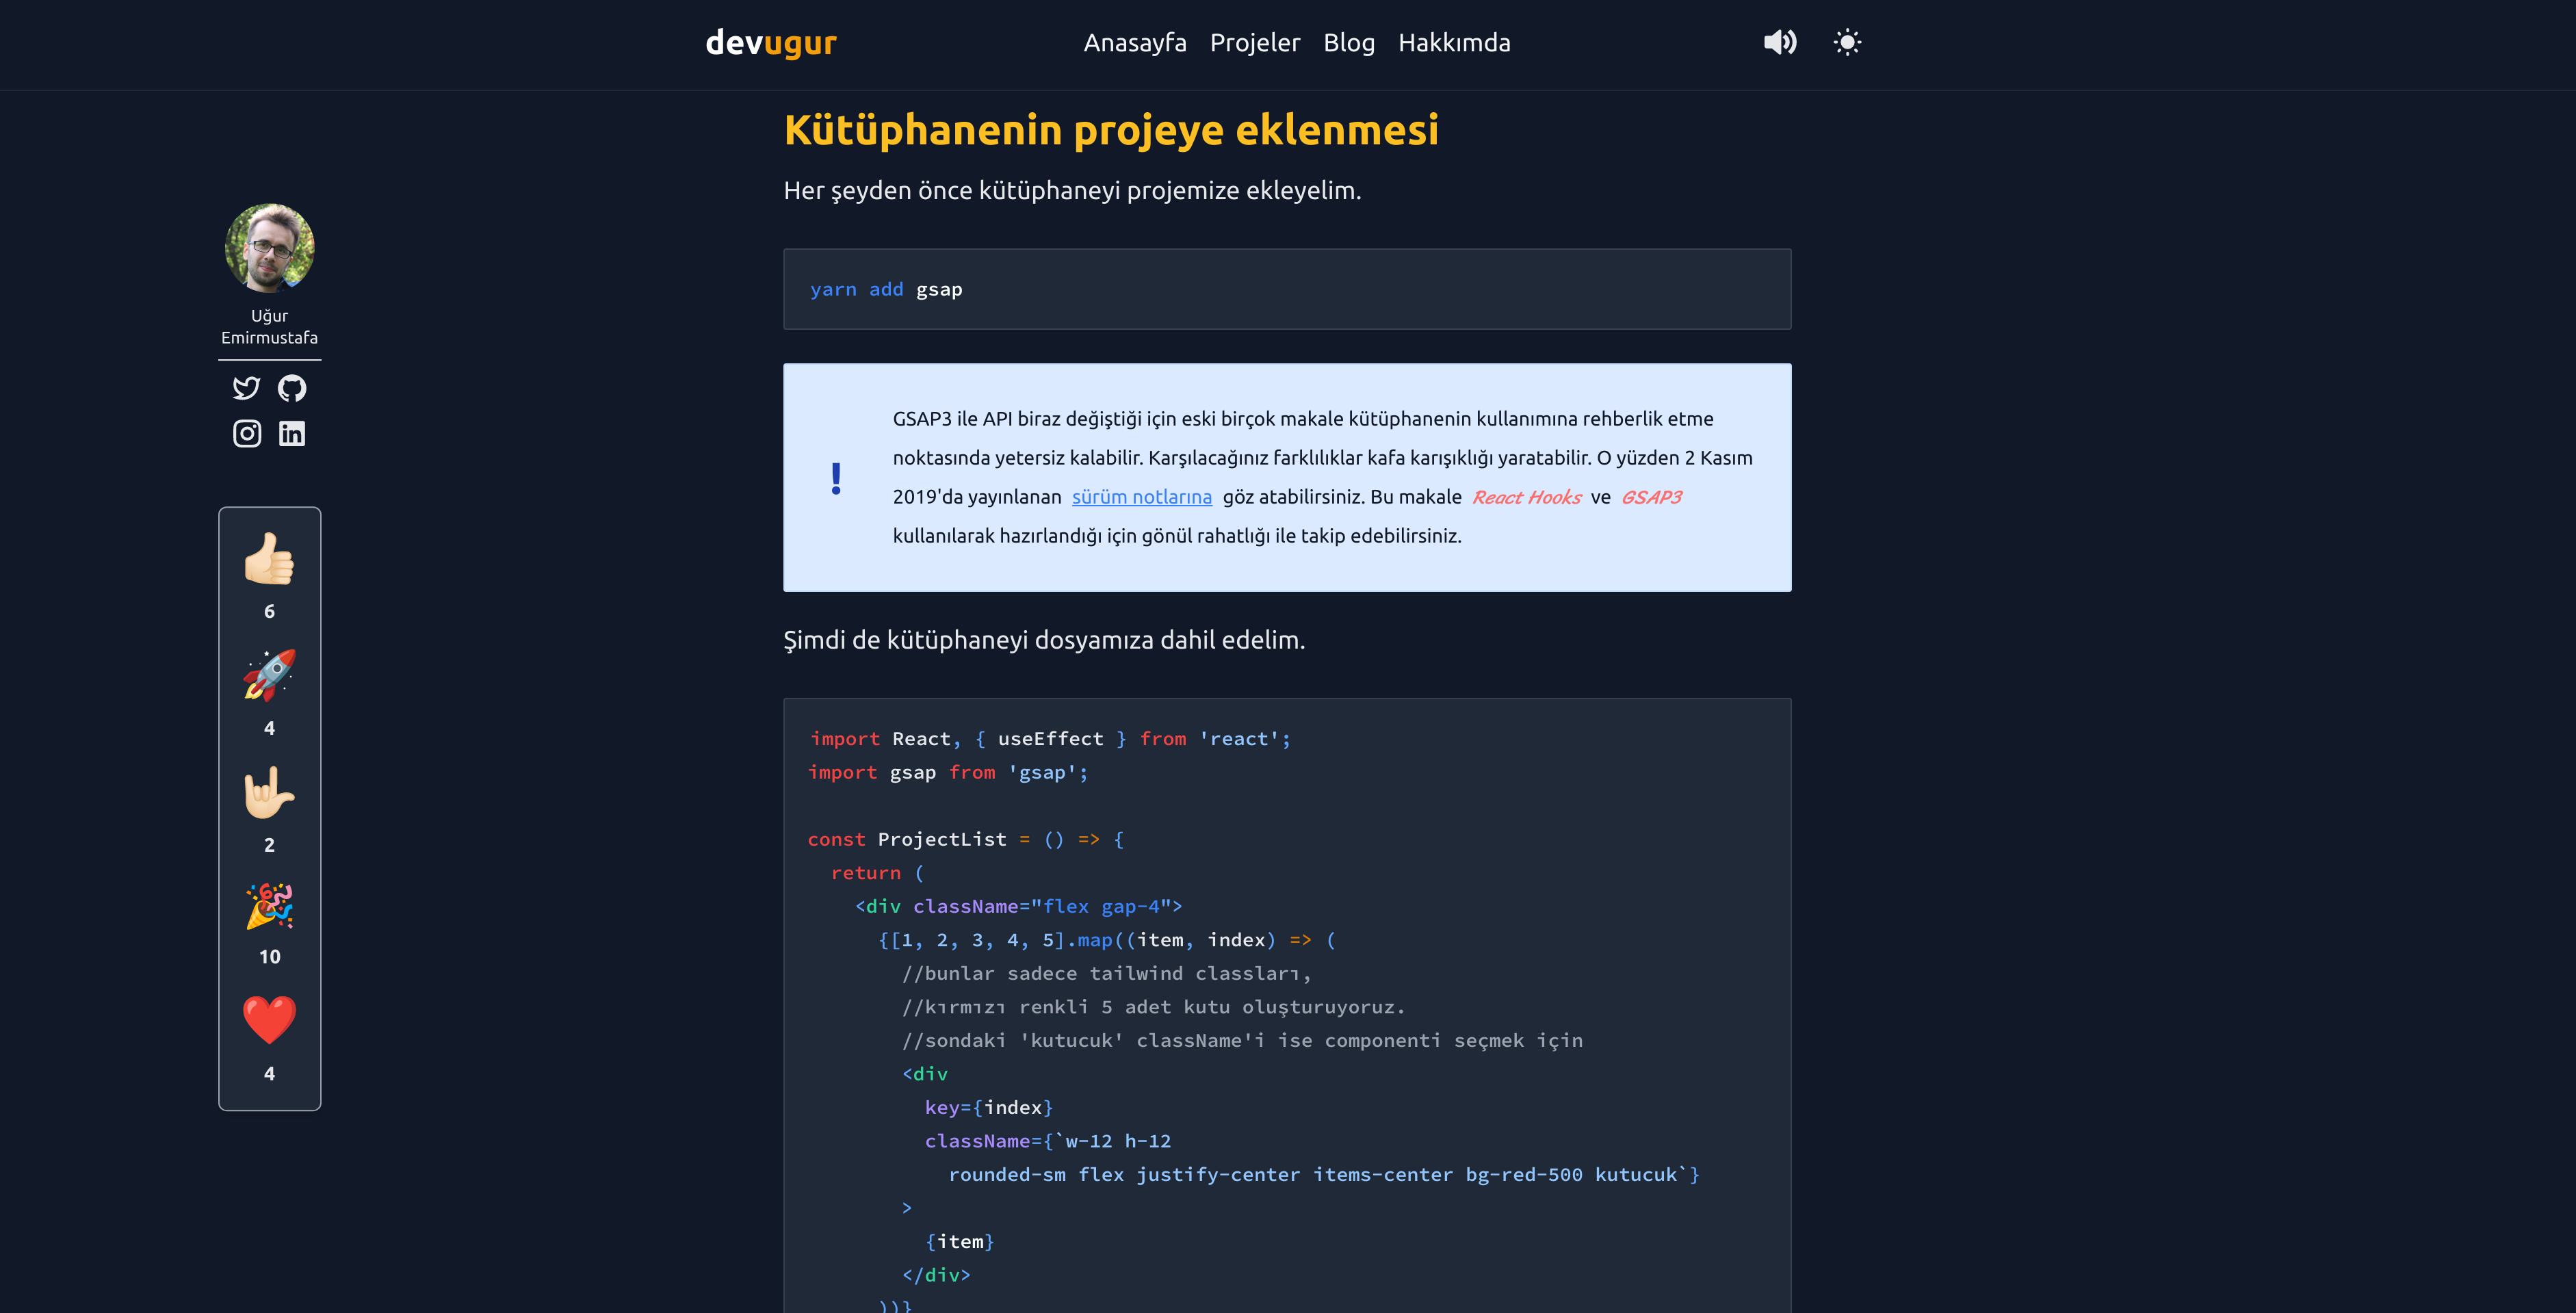 devugur
Anasayfa Projeler Blog Hakkımda
Uğur
Emirmustafa
6
4
2
10
4
Kütüphanenin projeye eklenmesi
Her şeyden önce kütüphaneyi projemize ekleyelim.
yarn add gsap
!
GSAP3 ile API biraz değiştiği için eski birçok makale kütüphanenin kullanımına rehberlik etme
noktasında yetersiz kalabilir. Karşılacağınız farklılıklar kafa karışıklığı yaratabilir. O yüzden 2 Kasım
2019'da yayınlanan sürüm notlarına göz atabilirsiniz. Bu makale React Hooks ve GSAP3
kullanılarak hazırlandığı için gönül rahatlığı ile takip edebilirsiniz.
Şimdi de kütüphaneyi dosyamıza dahil edelim.
import React, { useEffect } from 'react';
import gsap from 'gsap';
const ProjectList = () => {
return (
<div className="flex gap-4">
{[1, 2, 3, 4, 5].map((item, index) => (
//bunlar sadece tailwind classları,
//kırmızı renkli 5 adet kutu oluşturuyoruz.
//sondaki 'kutucuk' className'i ise componenti seçmek için
<div
key={index}
className={`w-12 h-12
rounded-sm flex justify-center items-center bg-red-500 kutucuk`}
>
{item}
</div>
))}